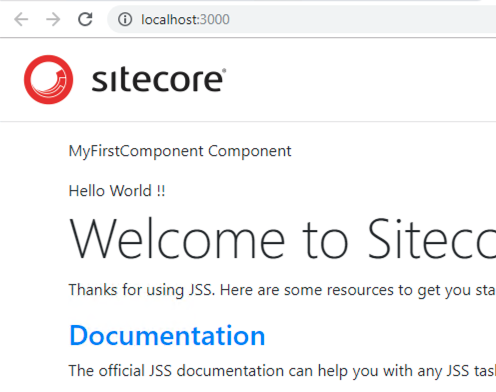 localhost:3000
sitecore®
MyFirstComponent Component
Hello World !!
Welcome to Siteco
Thanks for using JSS. Here are some resources to get you sta
Documentation
The official JSS documentation can help you with any JSS task